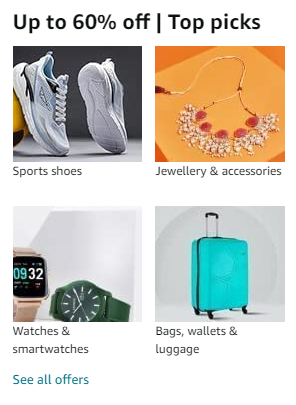 Up to 60% off | Top picks
Sports shoes
Jewellery & accessories
09:32
Watches &
smartwatches
Bags, wallets &
luggage
See all offers